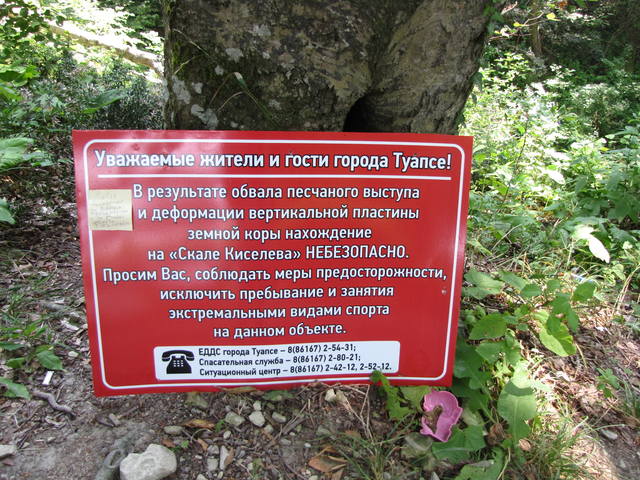 Уважаемые жители и гости города Туапсе!
В результате обвала песчаного выступа
и деформации вертикальной пластины
земной коры нахождение
на «Скале Киселева» НЕБЕЗОПАСНО.
Просим Вас, соблюдать меры предосторожности,
исключить пребывание и занятия
экстремальными видами спорта
на данном объекте.
ЕДДС города Туапсе – 8(86167) 2-54-31;
Спасательная служба – 8(86167) 2-80-21;
Ситуационный центр – 8(86167) 2-42-12, 2-52-12.